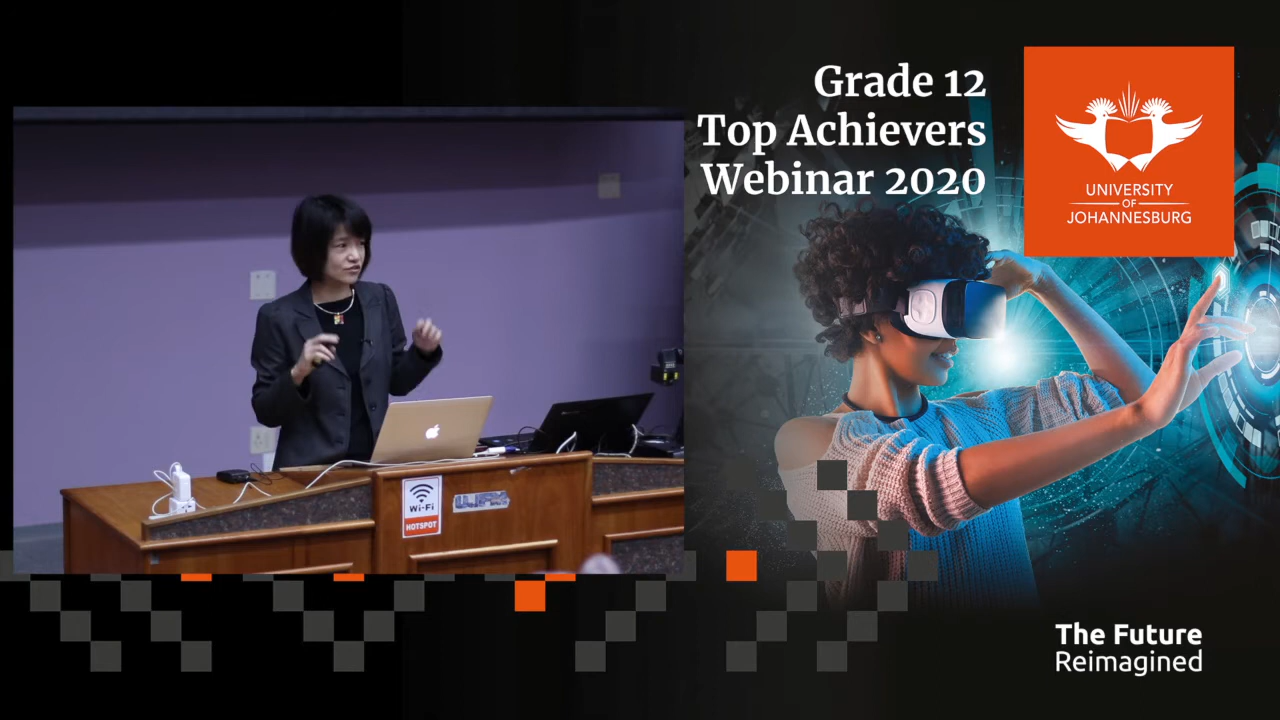 Grade 12
Top Achievers
Webinar 2020
UNIVERSITY
OF
JOHANNESBURG
Wi-Fi
HOTSPOT
The Future
Reimagined